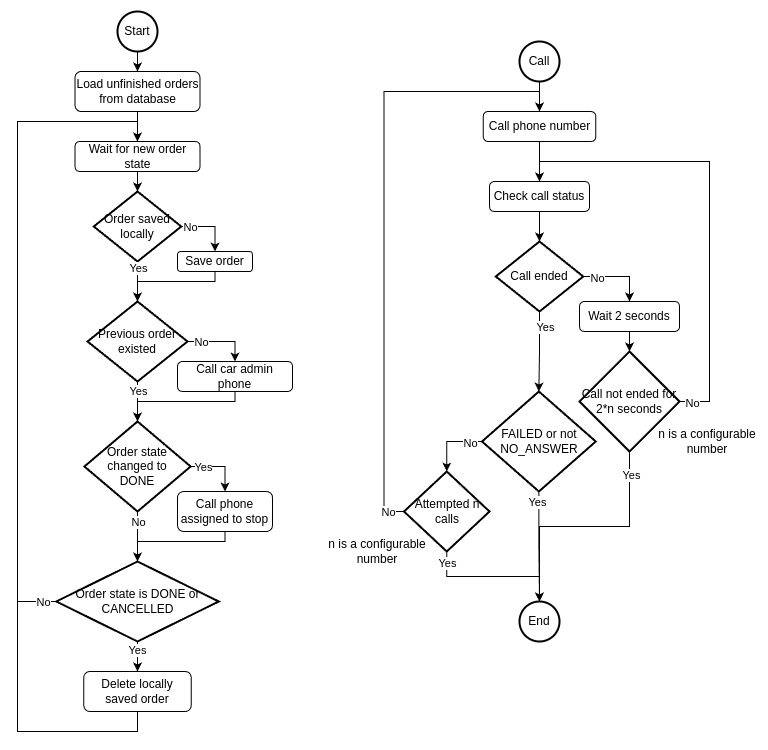 Start
Load unfinished orders
from database
Wait for new order
state
Order saved
locally
No
Save order
Yes
Previous order
existed
No
Call car admin
phone
Yes
Order state
changed to
DONE
Yes
Call phone
assigned to stop
No
Order state is DONE or
CANCELLED
No
Yes
Delete locally
saved order
Call
Call phone number
Check call status
Call ended
No
Wait 2 seconds
Yes
Call not ended for
2*n seconds
No
n is a configurable
number
Yes
FAILED or not
NO_ANSWER
No
Yes
Attempted n
calls
No
n is a configurable
number
Yes
End